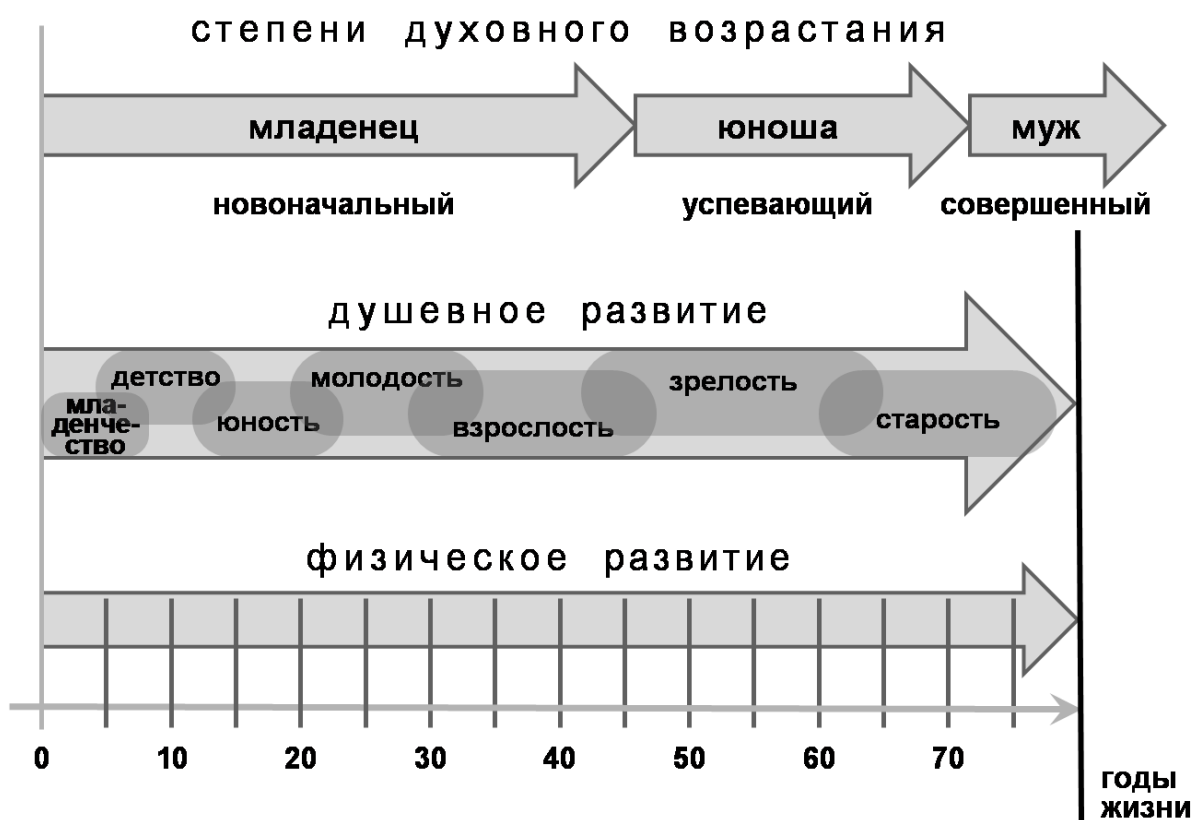 степени духовного возрастания
младенец юноша муж
новоначальный успевающий совершенный
душевное развитие
детство молодость зрелость
мла-
денче-
ство
юность взрослость старость
физическое развитие
0 10 20 30 40 50 60 70
годы
жизни